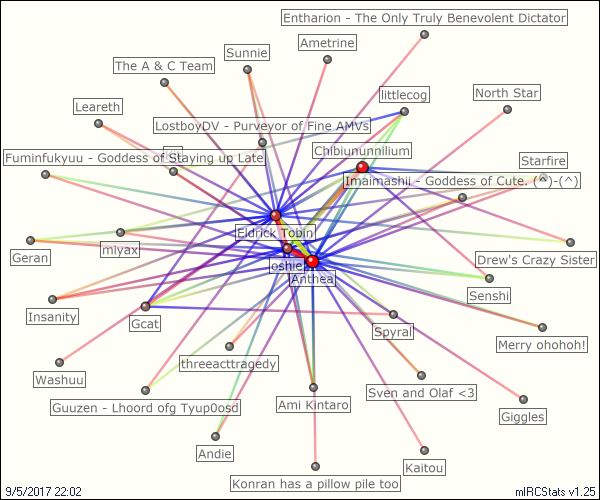 Entharion - The Only Truly Benevolent Dictator
Ametrine
Sunnie
The A & C Team
littlecog
North Star
Leareth
LostboyDV - Purveyor of Fine AMVs
Chibiununnilium
Fuminfukyuu - Goddess of Staying up Late
Starfire
Imaimashii - Goddess of Cute. (^)-(^)
Eldrick Tobin
miyax
Geran
Drew's Crazy Sister
oshie
Anthea
Senshi
Insanity
Gcat
Spyral
Merry ohohoh!
threeacttragedy
Washuu
Sven and Olaf <3
Guuzen - Lhoord ofg Tyup0osd
Ami Kintaro
Giggles
Andie
Kaitou
Konran has a pillow pile too
9/5/2017 22:02
mIRCStats v1.25